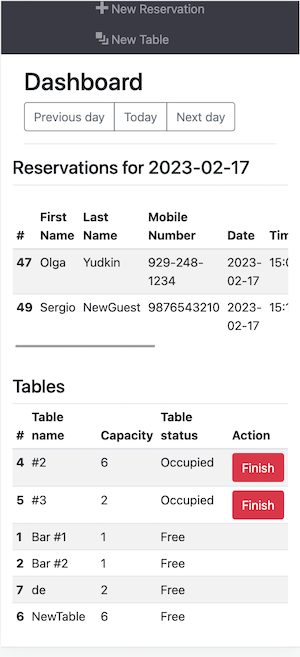 New Reservation
New Table
Dashboard
Previous day Today Next day
Reservations for 2023-02-17
# First Name Last Name Mobile Number Date
47 Olga Yudkin 929-248-1234 2023-02-17 15:0
49 Sergio NewGuest 9876543210 2023-02-17 15:1
Tables
# Table name Capacity Table status Action
4 #2 6 Occupied Finish
5 #3 2 Occupied Finish
1 Bar #1 1 Free
2 Bar #2 1 Free
7 de 2 Free
6 NewTable 6 Free